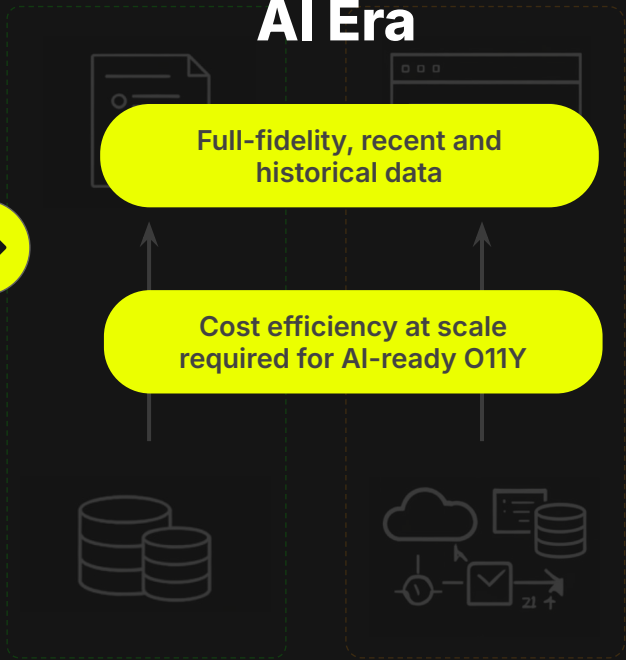 AI Era
Full-fidelity, recent and
historical data
Cost efficiency at scale
required for AI-ready O11Y